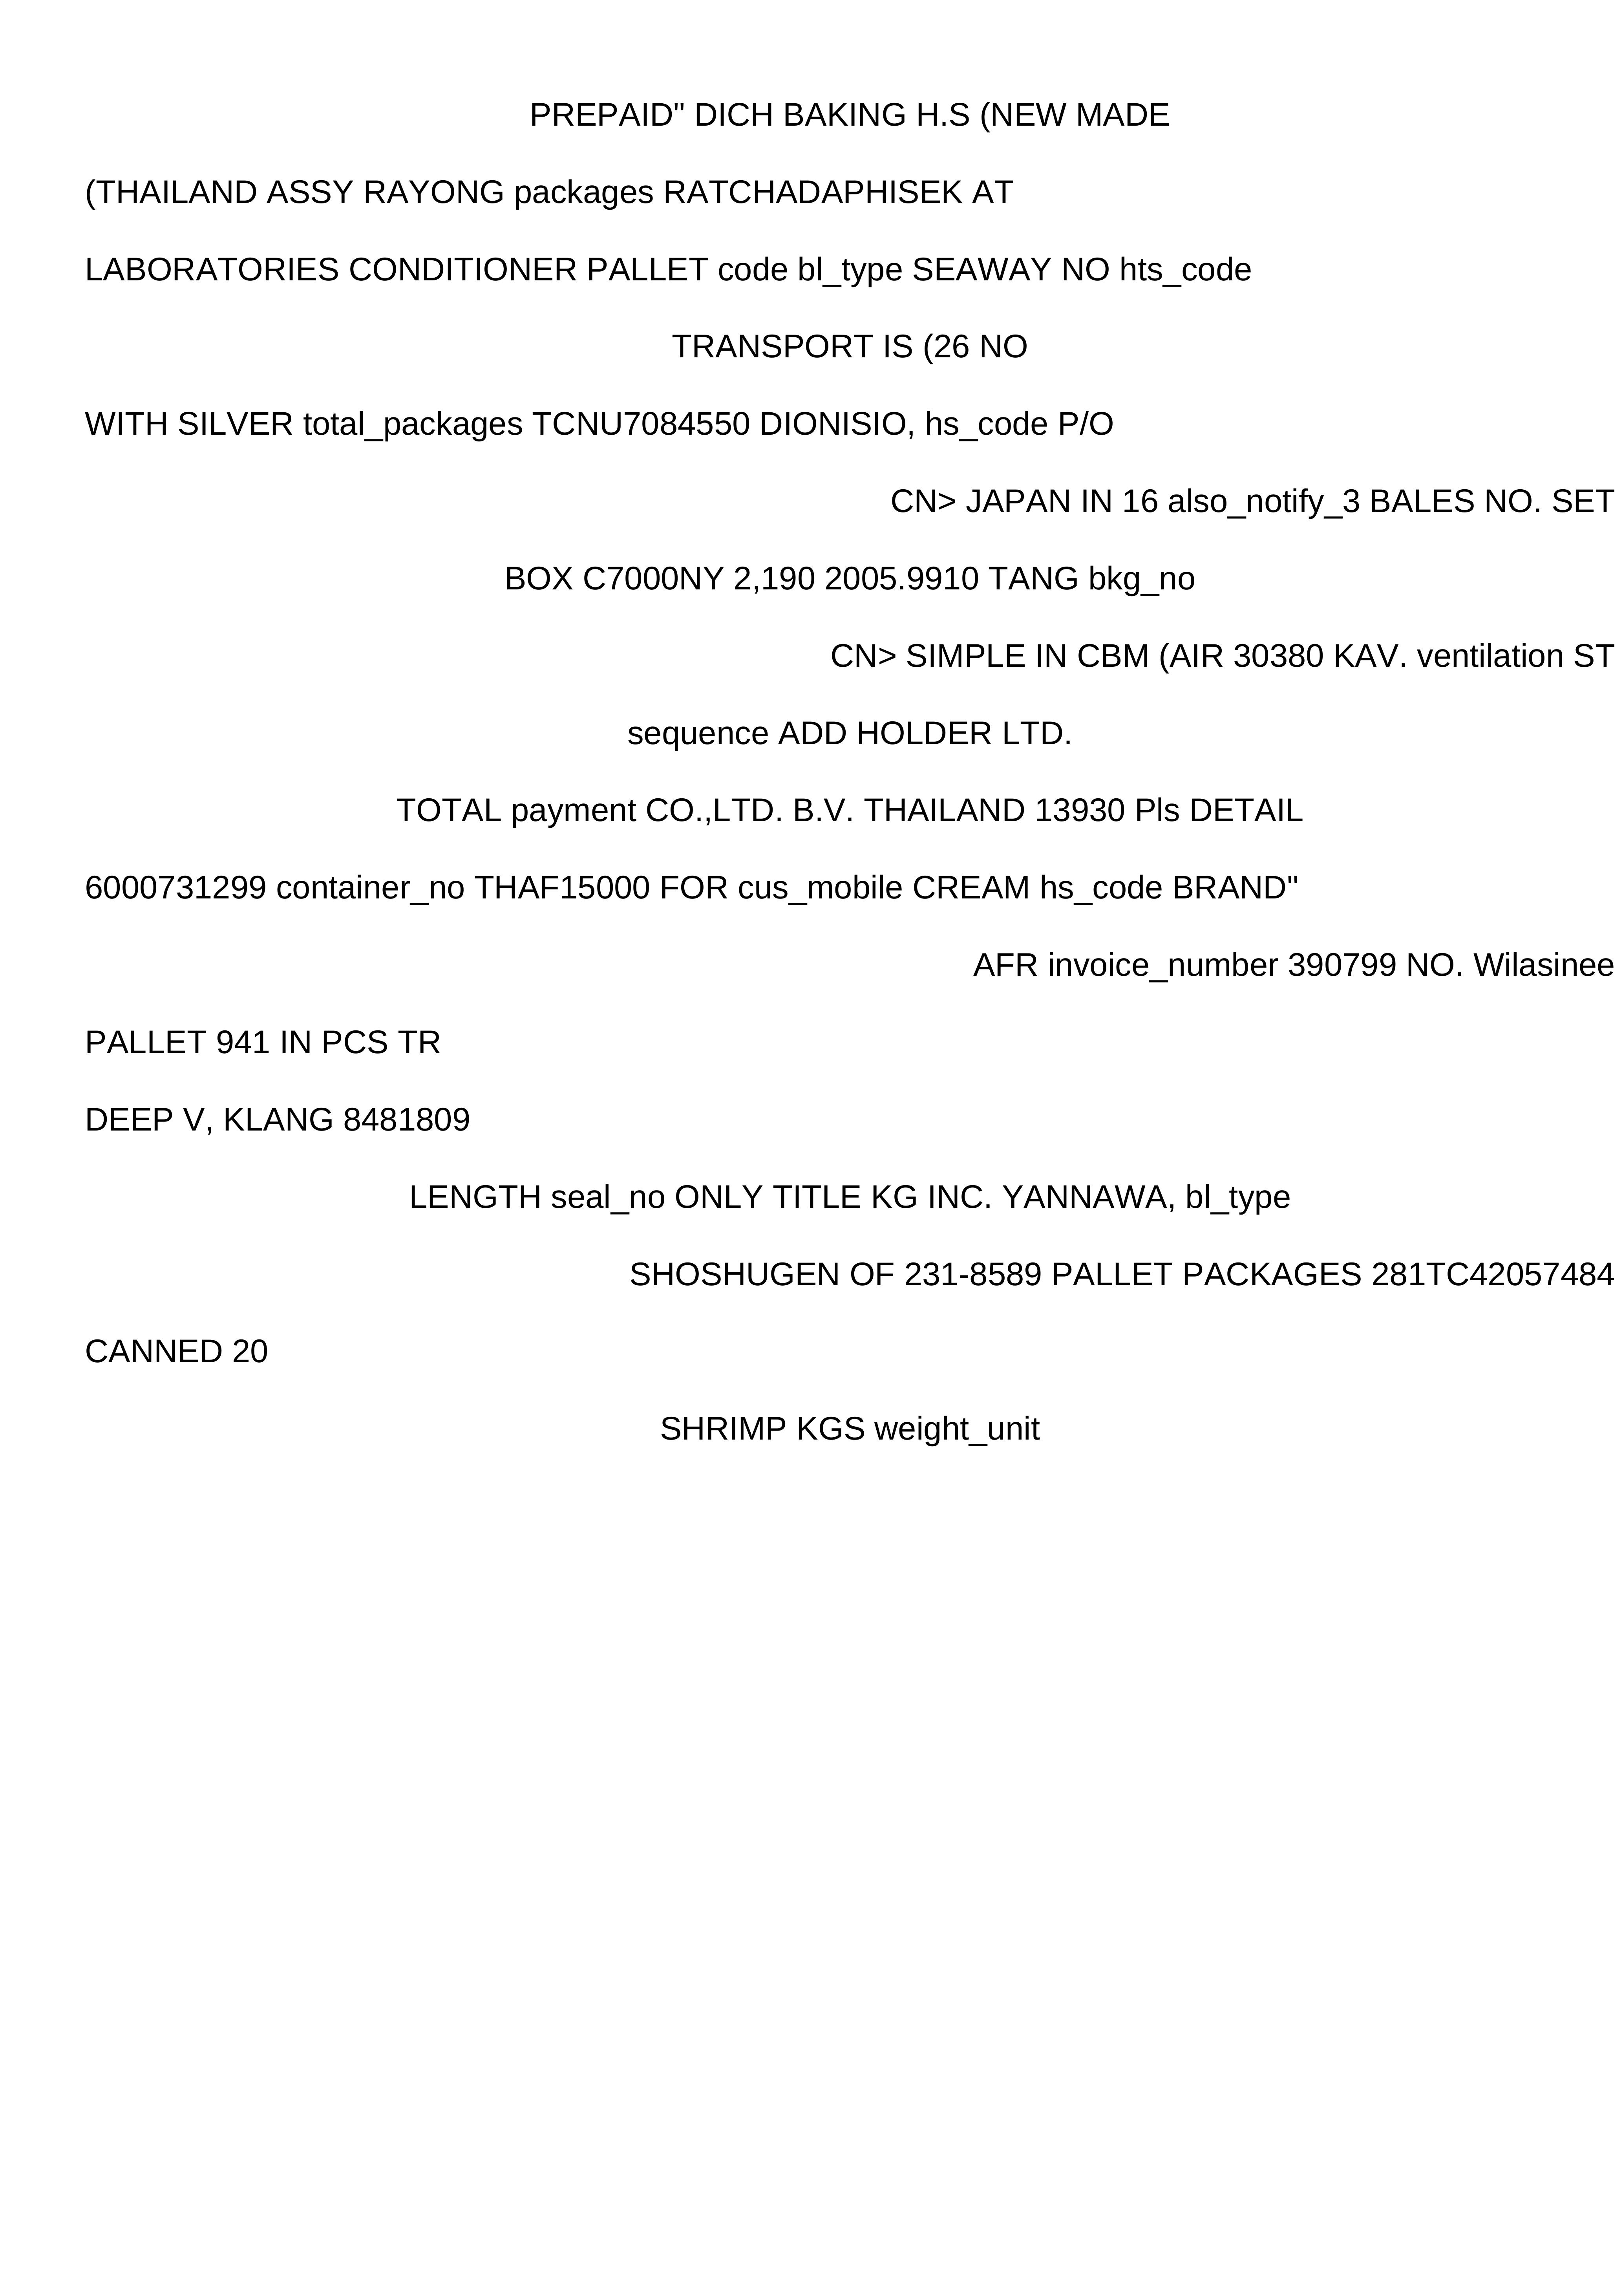 PREPAID" DICH BAKING H.S (NEW MADE
(THAILAND ASSY RAYONG packages RATCHADAPHISEK AT
LABORATORIES CONDITIONER PALLET code bl_type SEAWAY NO hts_code
TRANSPORT IS (26 NO
WITH SILVER total_packages TCNU7084550 DIONISIO, hs_code P/O
CN> JAPAN IN 16 also_notify_3 BALES NO. SET
BOX C7000NY 2,190 2005.9910 TANG bkg_no
CN> SIMPLE IN CBM (AIR 30380 KAV. ventilation ST
sequence ADD HOLDER LTD.
TOTAL payment CO.,LTD. B.V. THAILAND 13930 Pls DETAIL
6000731299 container_no THAF15000 FOR cus_mobile CREAM hs_code BRAND"
AFR invoice_number 390799 NO. Wilasinee
PALLET 941 IN PCS TR
DEEP V, KLANG 8481809
LENGTH seal_no ONLY TITLE KG INC. YANNAWA, bl_type
SHOSHUGEN OF 231-8589 PALLET PACKAGES 281TC42057484
CANNED 20
SHRIMP KGS weight_unit